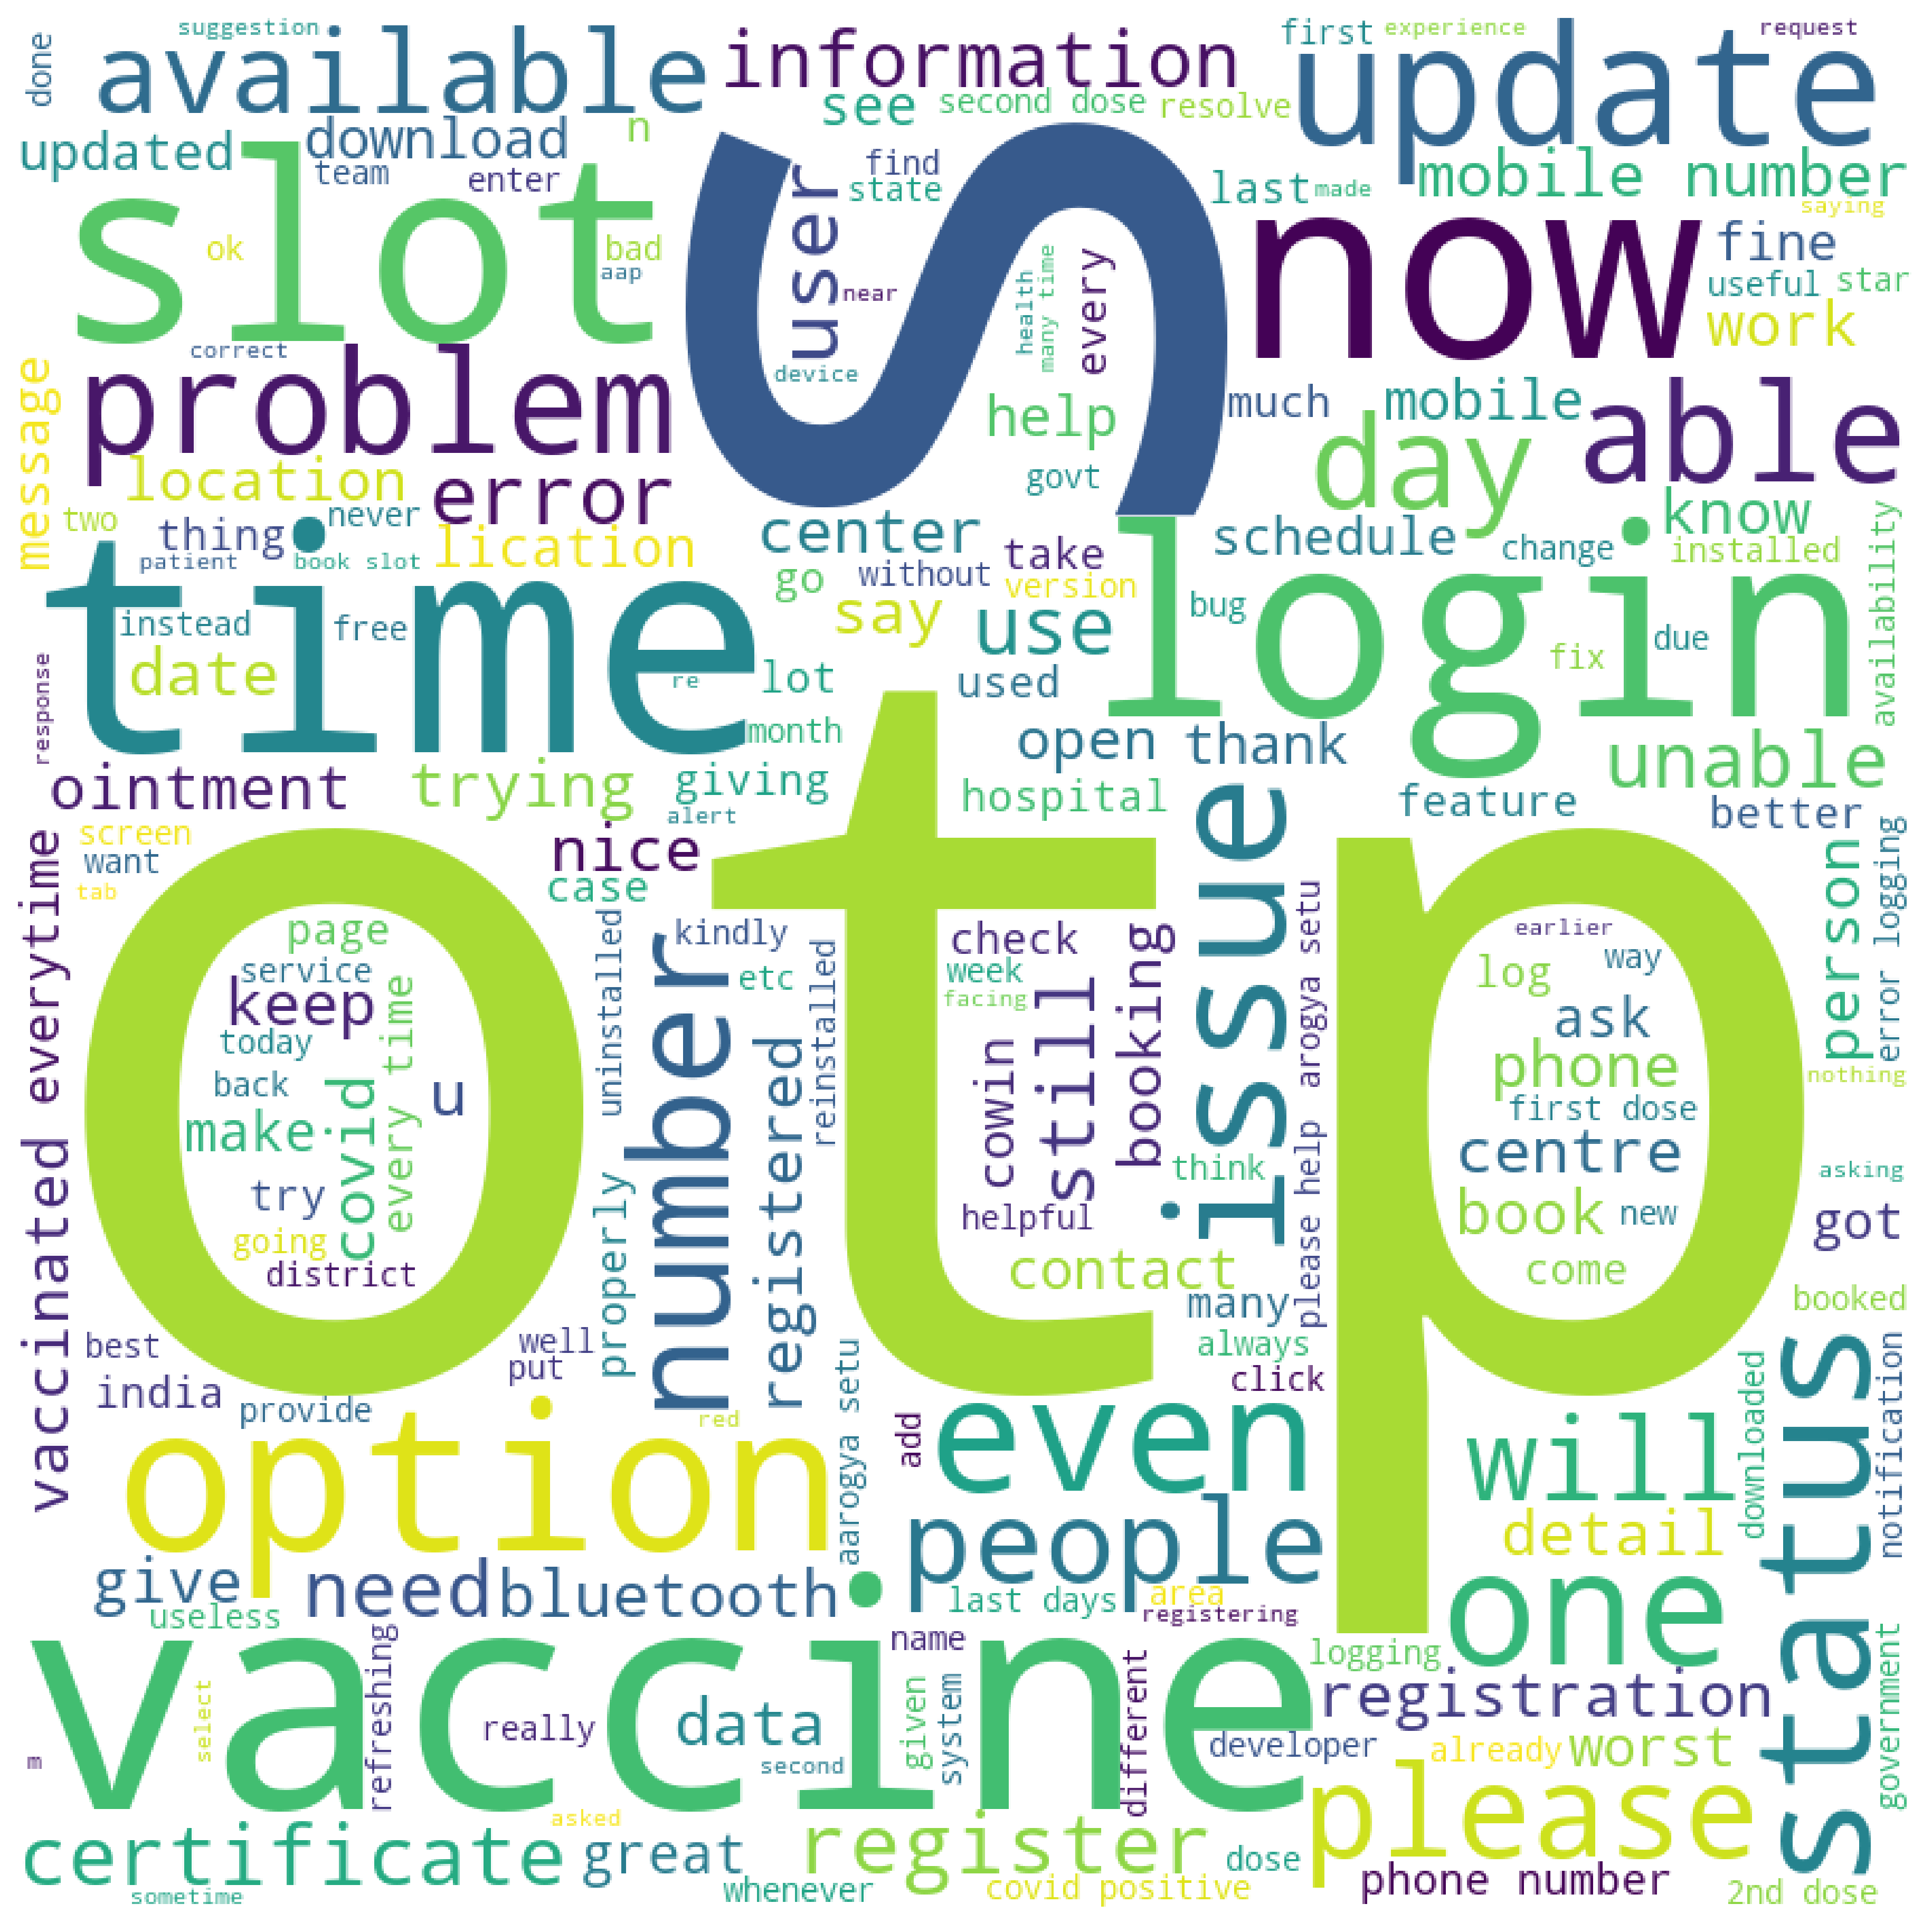 suggestion
done
available
information
first
experience
request
update
see
second dose
resolve
updated
download
n
team
enter
slot
ok
bad
aap
s
user
find
state
near
device
health
many time
every
last
made
mobile number
saying
now
fine
useful
star
work
correct
problem
message
location
error
two
never
thing
lication
patient
book slot
help
govt
much
mobile
day
able
center
take
schedule
know
change
installed
availability
go
without
version
say
use
used
bug
login
fix
due
time
instead
free
date
re
lot
month
response
ointment
trying
giving
alert
open
thank
hospital
feature
unable
better
screen
want
tab
nice
case
otp
issue
person
error logging
vaccinated everytime
page
service
keep
today
back
covid
every time
u
make
try
going
district
uninstalled
number
kindly
etc
registered
reinstalled
properly
check
week
facing
cowin
still
booking
helpful
think
please help
arogya setu
contact
many
always
click
earlier
way
log
ask
phone
first dose
centre
book
new
come
nothing
asking
got
booked
best
india
provide
well
put
red
aarogya setu
add
option
even
will
downloaded
notification
status
people
detail
one
give
useless
need
bluetooth
last days
area
registering
vaccine
name
logging
registration
government
select
refreshing
m
really
data
second
given
system
different
developer
already
worst
please
asked
certificate
great
register
dose
sometime
whenever
covid positive
phone number
2nd dose